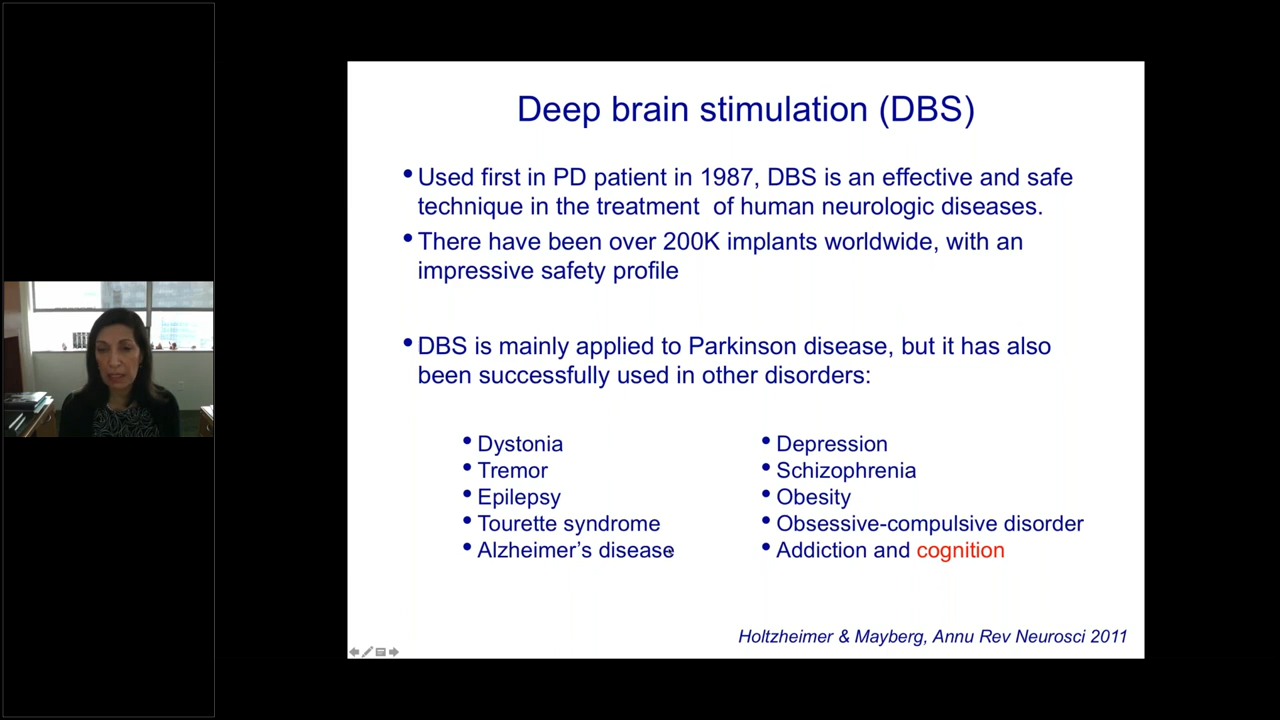 Deep brain stimulation (DBS)
• Used first in PD patient in 1987, DBS is an effective and safe
technique in the treatment of human neurologic diseases.
• There have been over 200K implants worldwide, with an
impressive safety profile
• DBS is mainly applied to Parkinson disease, but it has also
been successfully used in other disorders:
• Dystonia
• Tremor
• Epilepsy
• Tourette syndrome
• Alzheimer’s disease
• Depression
• Schizophrenia
• Obesity
• Obsessive-compulsive disorder
• Addiction and cognition
Holtzheimer & Mayberg, Annu Rev Neurosci 2011